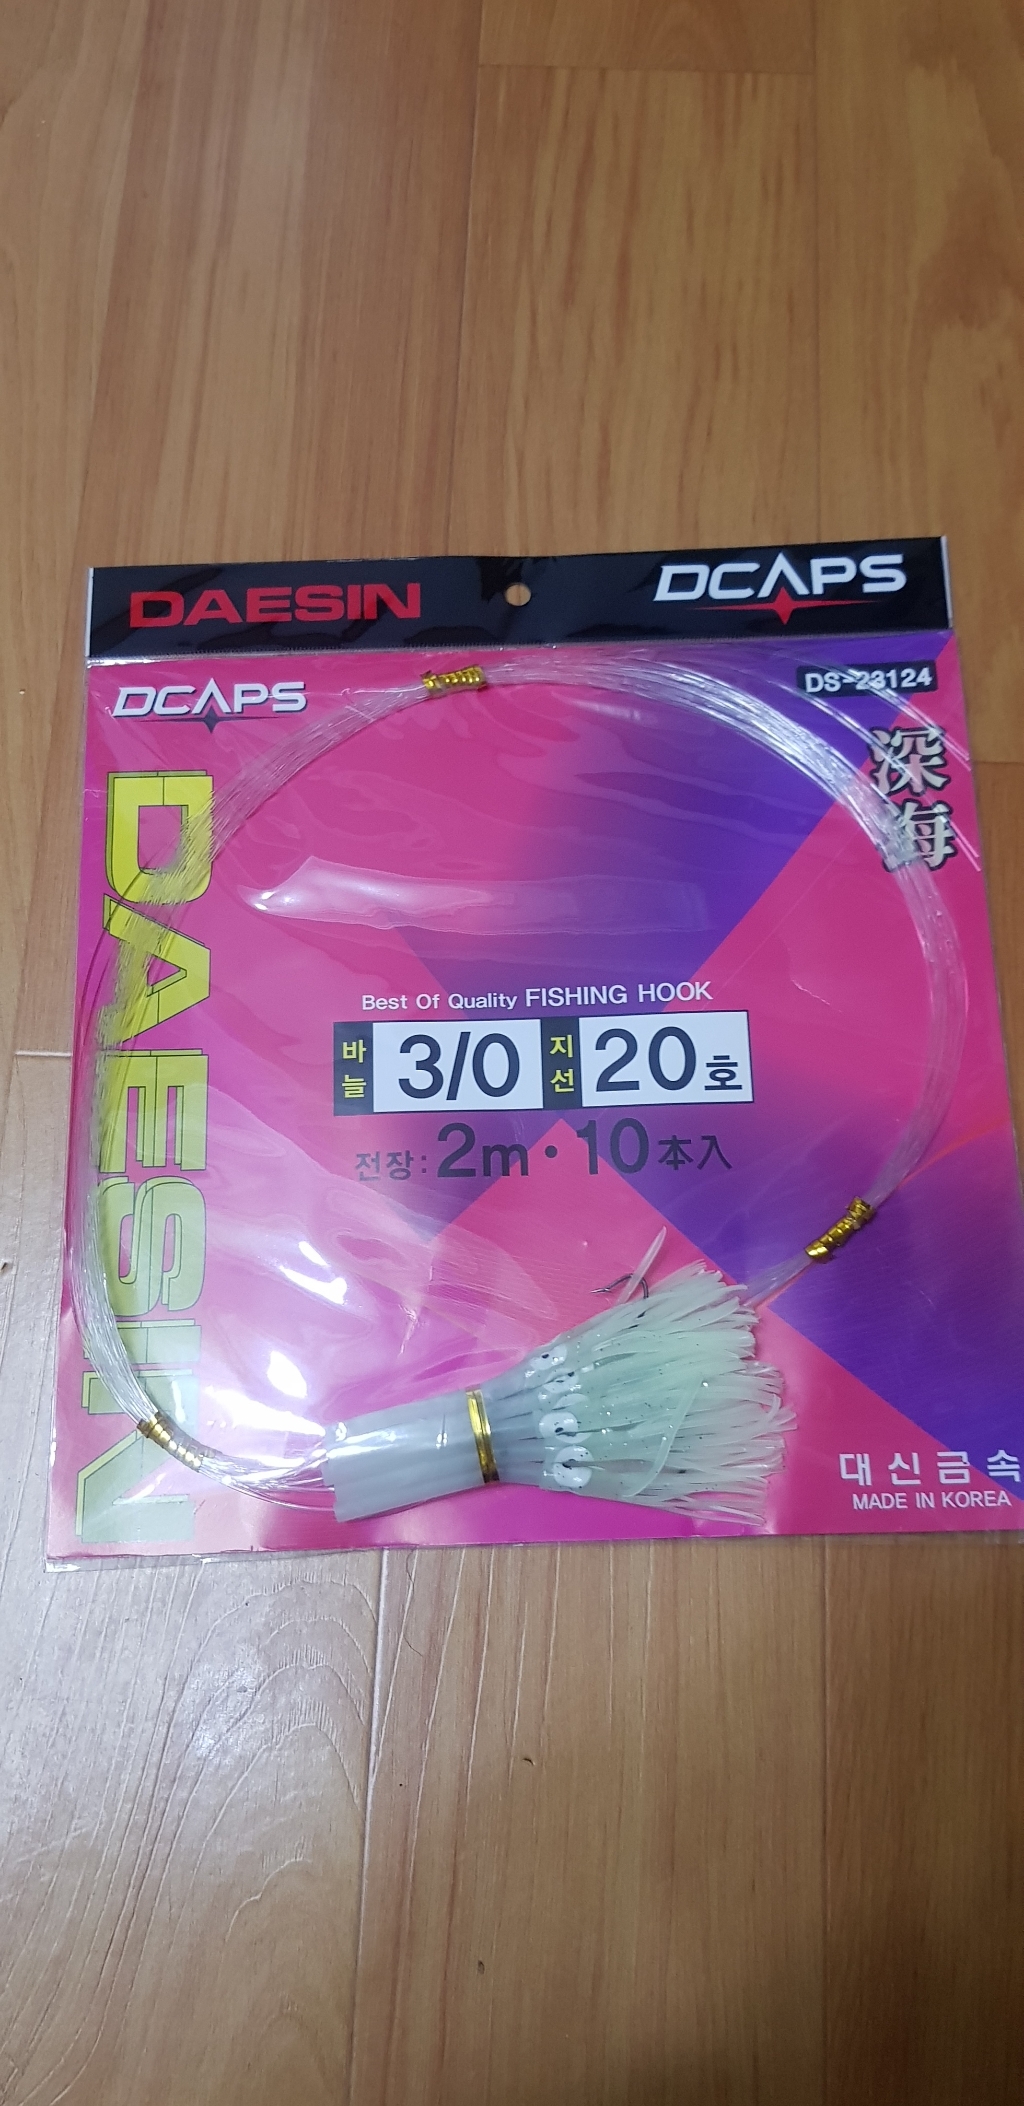 DAESIN
DCAPS
DCAPS
DS-23124
深海
DAESIN
Best Of Quality FISHING HOOK
바늘 3/0 지선 20호
전장: 2m · 10本入
대신금속
MADE IN KOREA